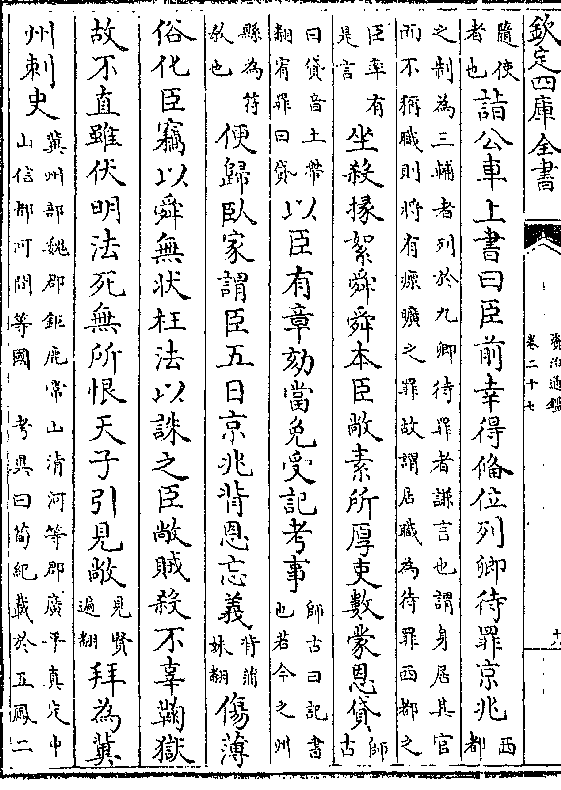 欽定四庫全書
資治通鑑
卷二十七
隨使者也詣公車上書曰臣前幸得備位列卿待罪京兆西都
之制為三輔者列於九卿待罪者謙言也謂身居其官
而不稱職則將有瘝曠之罪故謂居職為待罪西都之
臣率有是言坐殺掾絮舜舜本臣敞素所厚吏數蒙恩貸師古
曰貸音土帶翻宥罪曰貸以臣有章劾當免受記考事師古曰記書也若今之州
縣為符敎也便歸臥家謂臣五日京兆背恩忘義背蒲妹翻傷薄
俗化臣竊以舜無狀枉法以誅之臣敞賊殺不辜鞫獄
故不直雖伏明法死無所恨天子引見敞見賢遍翻拜為冀
州刺史冀州部魏郡鉅鹿常山清河等郡廣平真定中山信都河間等國 考異曰荀紀載於五鳳二